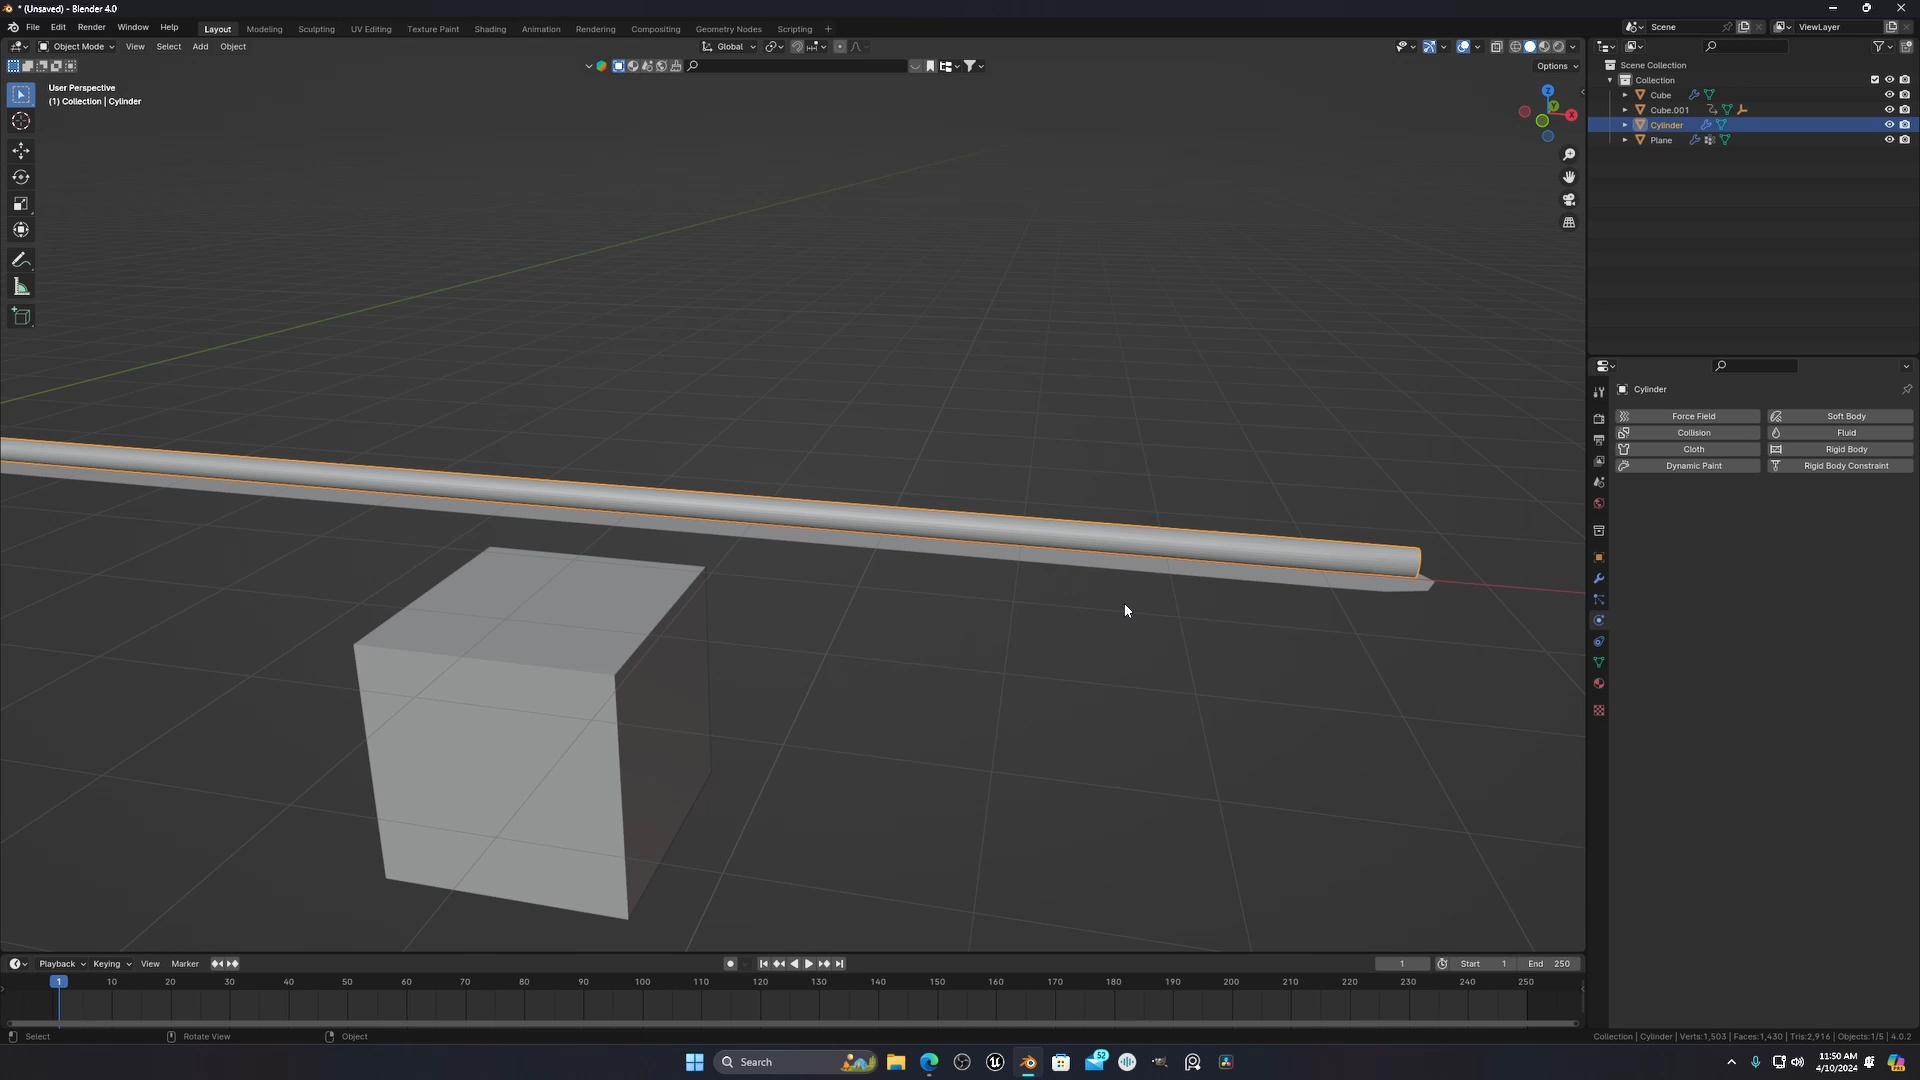 * (Unsaved) - Blender 4.0
File Edit Render Window Help
Layout Modeling Sculpting UV Editing Texture Paint Shading Animation Rendering Compositing Geometry Nodes Scripting +
Scene
ViewLayer
Object Mode View Select Add Object
Global
Options
User Perspective
(1) Collection | Cylinder
Z
Y
X
Scene Collection
Collection
Cube
Cube.001
Cylinder
Plane
Cylinder
Force Field Soft Body
Collision Fluid
Cloth Rigid Body
Dynamic Paint Rigid Body Constraint
Playback Keying View Marker
1 Start 1 End 250
1 10 20 30 40 50 60 70 80 90 100 110 120 130 140 150 160 170 180 190 200 210 220 230 240 250
Select Rotate View Object
Collection | Cylinder | Verts:1,503 | Faces:1,430 | Tris:2,916 | Objects:1/5 | 4.0.2
Search
52
11:50 AM
4/10/2024
PRE